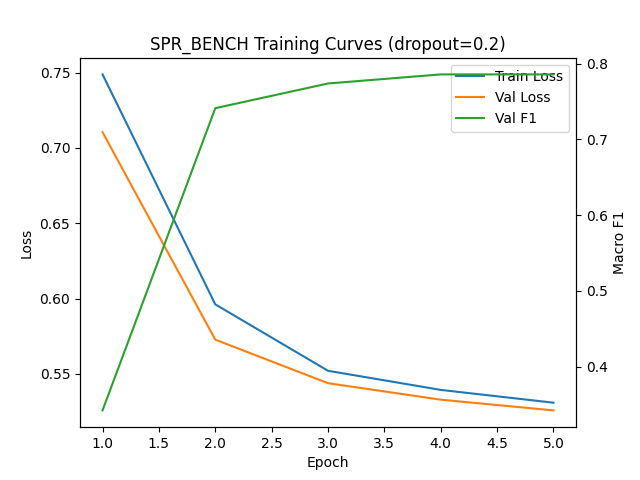 SPR_BENCH Training Curves (dropout=0.2)
Train Loss
Val Loss
Val F1
Loss
0.75
0.70
0.65
0.60
0.55
Macro F1
0.8
0.7
0.6
0.5
0.4
1.0 1.5 2.0 2.5 3.0 3.5 4.0 4.5 5.0
Epoch